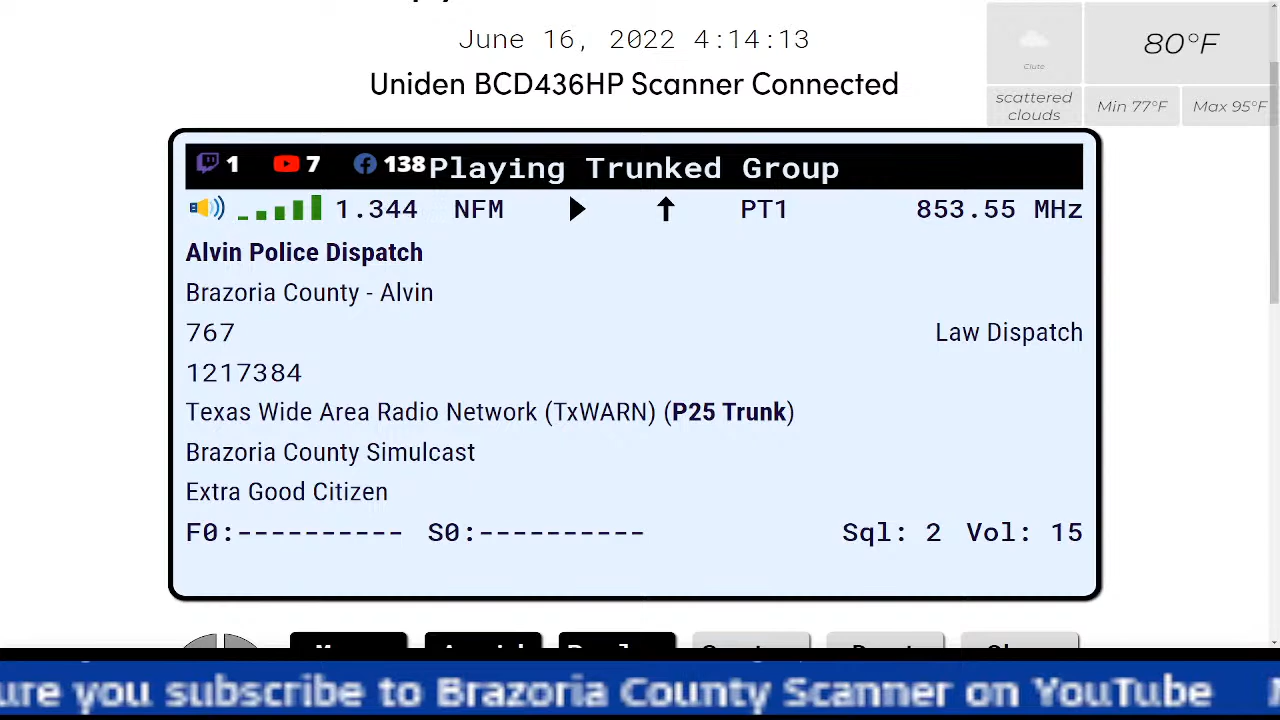 June 16, 2022 4:14:13
Uniden BCD436HP Scanner Connected
Clute
80°F
scattered clouds
Min 77°F
Max 95°F
1 7 138 Playing Trunked Group
1.344 NFM PT1 853.55 MHz
Alvin Police Dispatch
Brazoria County - Alvin
767 Law Dispatch
1217384
Texas Wide Area Radio Network (TxWARN) (P25 Trunk)
Brazoria County Simulcast
Extra Good Citizen
F0:---------- S0:---------- Sql: 2 Vol: 15
ure you subscribe to Brazoria County Scanner on YouTube